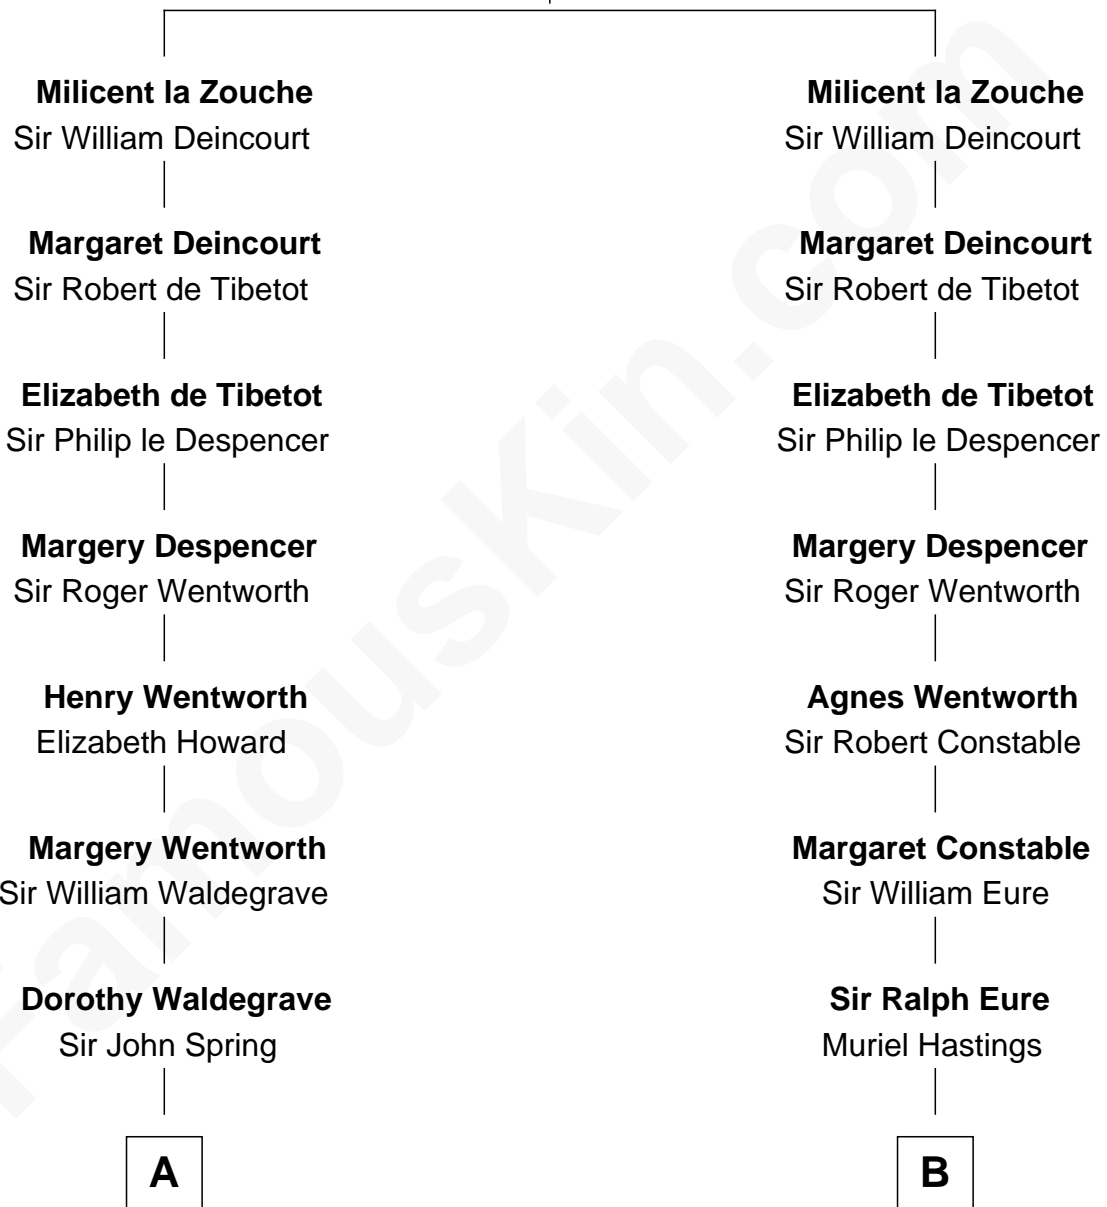 Milicent la Zouche
Sir William Deincourt
Margaret Deincourt
Sir Robert de Tibetot
Elizabeth de Tibetot
Sir Philip le Despencer
Margery Despencer
Sir Roger Wentworth
Henry Wentworth
Elizabeth Howard
Margery Wentworth
Sir William Waldegrave
Dorothy Waldegrave
Sir John Spring
A
Milicent la Zouche
Sir William Deincourt
Margaret Deincourt
Sir Robert de Tibetot
Elizabeth de Tibetot
Sir Philip le Despencer
Margery Despencer
Sir Roger Wentworth
Agnes Wentworth
Sir Robert Constable
Margaret Constable
Sir William Eure
Sir Ralph Eure
Muriel Hastings
B
FamousKin.com